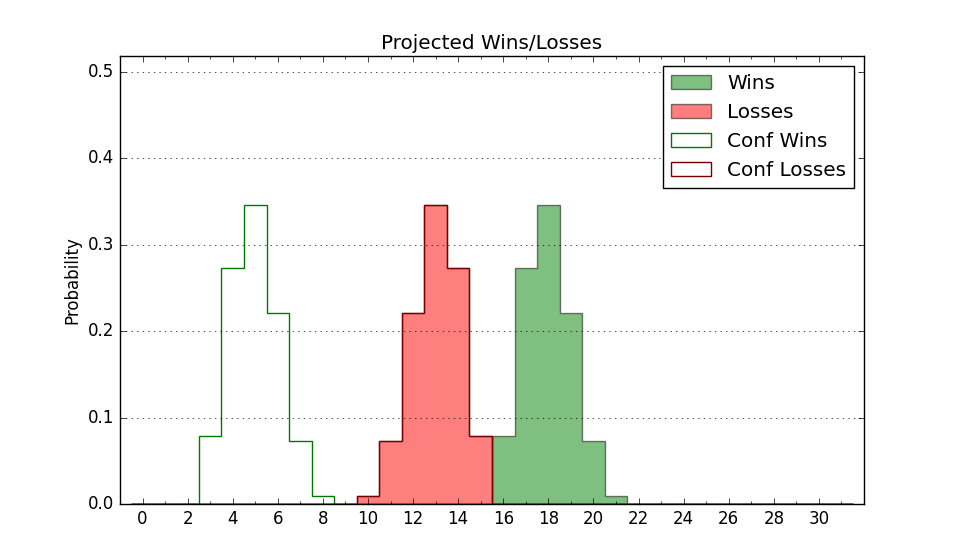 Projected Wins/Losses
Wins
Losses
Conf Wins
Conf Losses
Probability
0.5
0.4
0.3
0.2
0.1
0.0
0 2 4 6 8 10 12 14 16 18 20 22 24 26 28 30